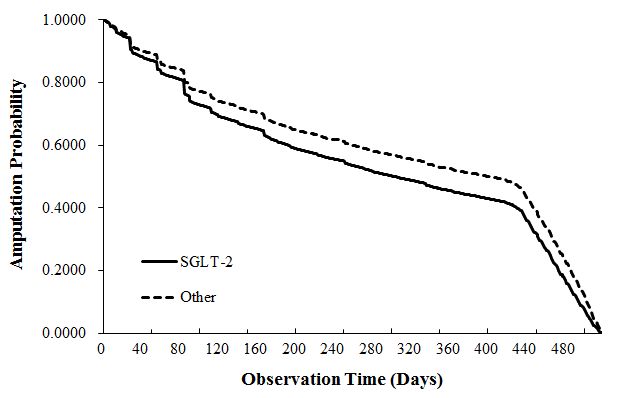 1.0000
0.8000
0.6000
0.4000
0.2000
0.0000
Amputation Probability
SGLT-2
Other
0 40 80 120 160 200 240 280 320 360 400 440 480
Observation Time (Days)